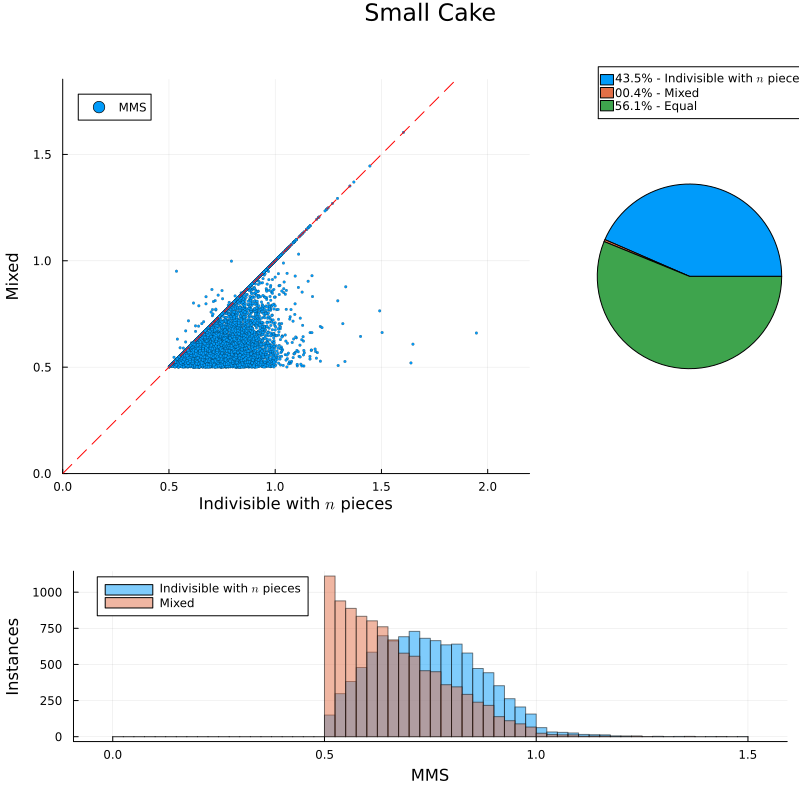 Small Cake
MMS
1.5
1.0
0.5
0.0
0.0 0.5 1.0 1.5 2.0
Mixed
Indivisible with n pieces
43.5% - Indivisible with n piece
00.4% - Mixed
56.1% - Equal
Indivisible with n pieces
Mixed
1000
750
500
250
0
0.0 0.5 1.0 1.5
Instances
MMS